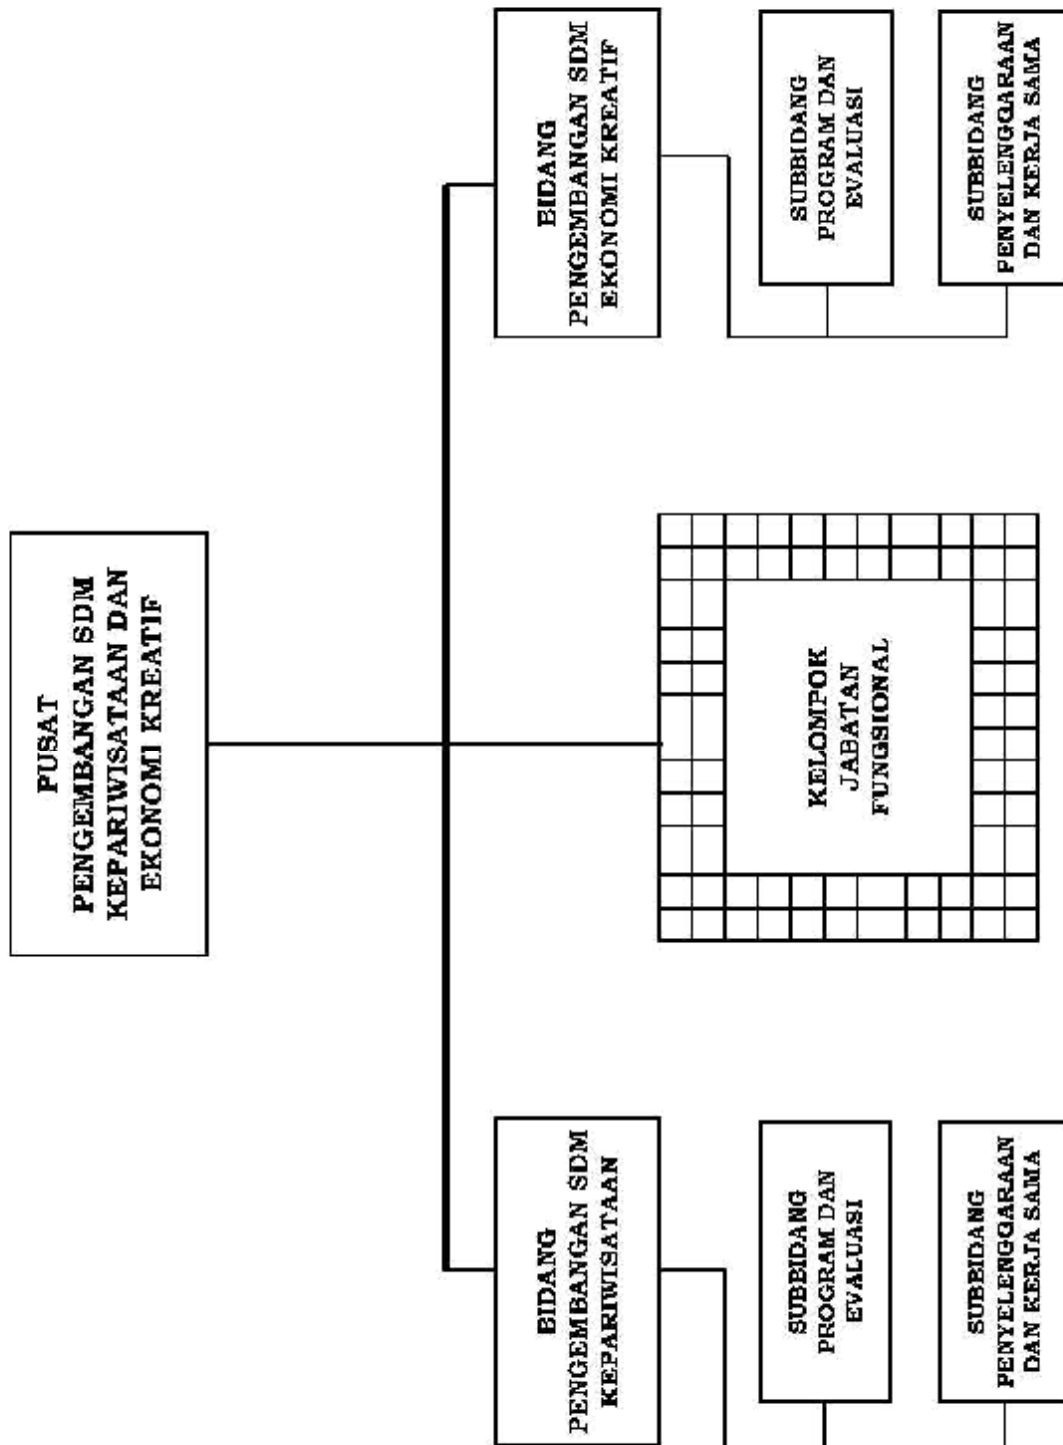 PUSAT
PENGEMBANGAN SDM
KEPARIWISATAAN DAN
EKONOMI KREATIF
BIDANG
PENGEMBANGAN SDM
KEPARIWISATAAN
BIDANG
PENGEMBANGAN SDM
EKONOMI KREATIF
SUBBIDANG
PROGRAM DAN
EVALUASI
SUBBIDANG
PENYELENGGARAAN
DAN KERJA SAMA
KELOMPOK
JABATAN
FUNGSIONAL
SUBBIDANG
PROGRAM DAN
EVALUASI
SUBBIDANG
PENYELENGGARAAN
DAN KERJA SAMA